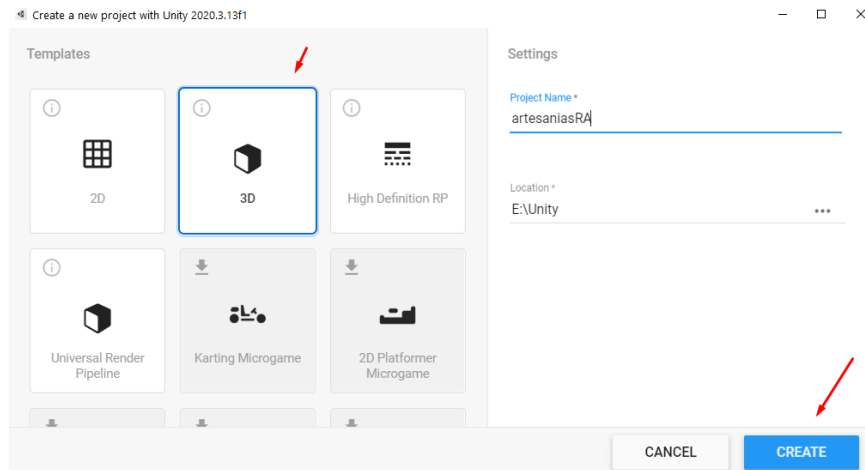 Create a new project with Unity 2020.3.13f1
Templates
Settings
2D
3D
High Definition RP
Project Name *
artesaniasRA
Location *
E:\Unity
Universal Render
Pipeline
Karting Microgame
2D Platformer
Microgame
CANCEL
CREATE